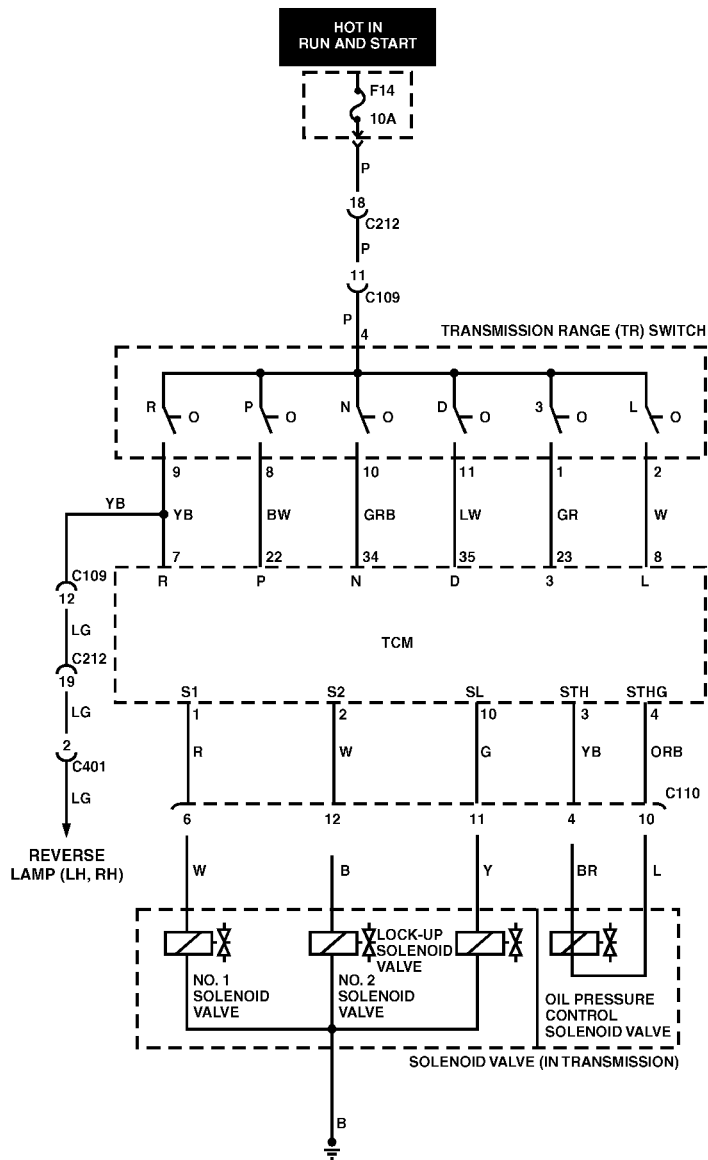 HOT IN
RUN AND START
F14
10A
P
18
C212
P
11
C109
P
4
TRANSMISSION RANGE (TR) SWITCH
R O P O N O D O 3 O L O
9 8 10 11 1 2
YB
YB BW GRB LW GR W
7 22 34 35 23 8
R P N D 3 L
C109
12
LG
TCM
C212
19
S1 S2 SL STH STHG
1 2 10 3 4
LG
2
C401
R W G YB ORB
LG
C110
6 12 11 4 10
REVERSE
LAMP (LH, RH)
W B Y BR L
LOCK-UP
SOLENOID
VALVE
NO. 1
SOLENOID
VALVE
NO. 2
SOLENOID
VALVE
OIL PRESSURE
CONTROL
SOLENOID VALVE
SOLENOID VALVE (IN TRANSMISSION)
B